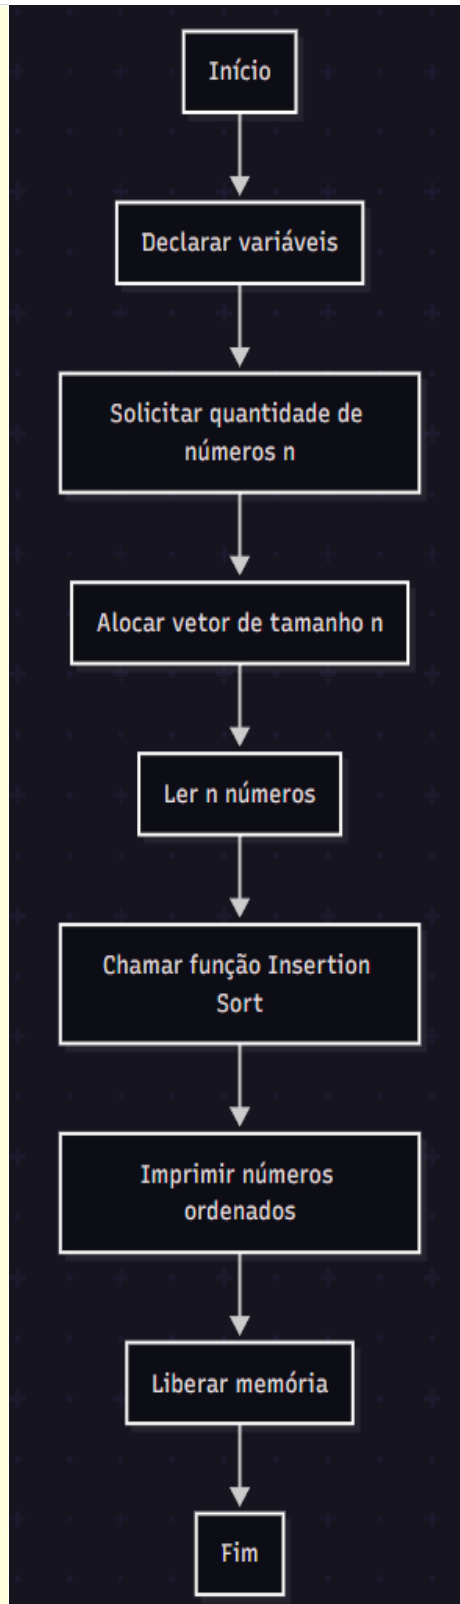 Início
Declarar variáveis
Solicitar quantidade de
números n
Alocar vetor de tamanho n
Ler n números
Chamar função Insertion
Sort
Imprimir números
ordenados
Liberar memória
Fim